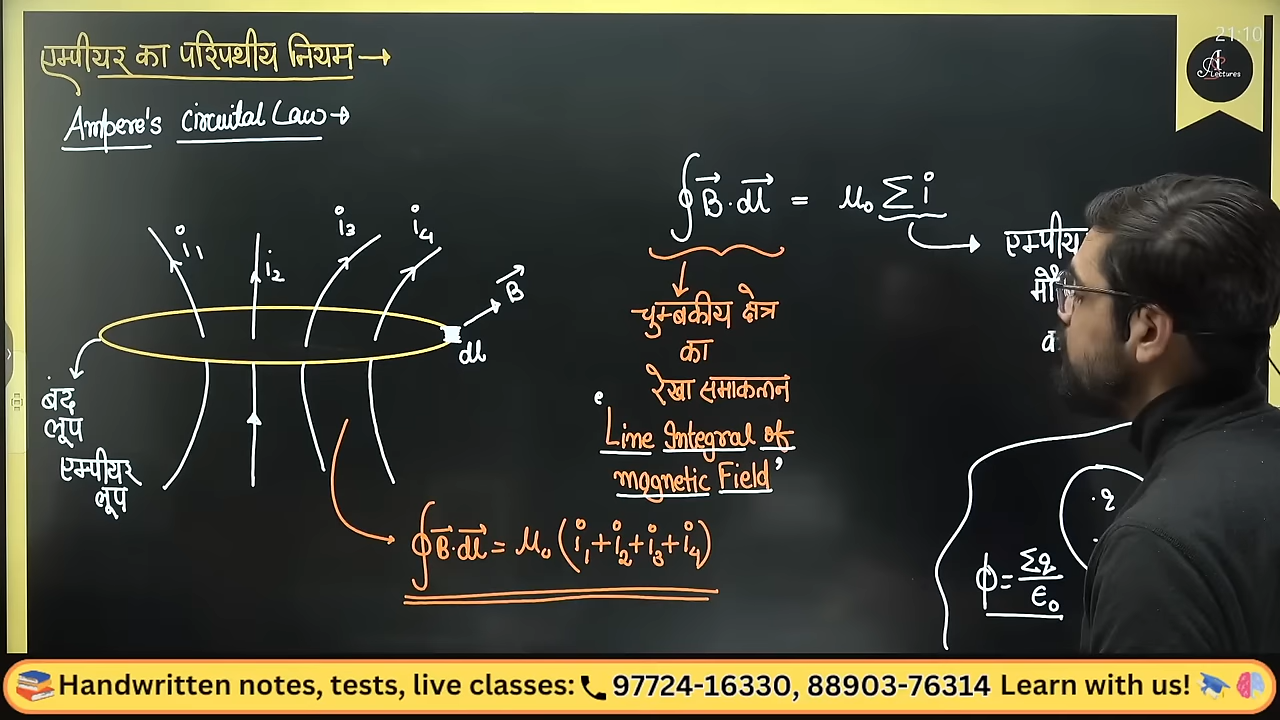 एम्पीयर का परिपथीय नियम →
Ampere's circuital Law →
21:10
A
Lectures
i₁
i₂
i₃
i₄
B⃗
dl
बंद
लूप
एम्पीयर
लूप
∮B⃗.dl⃗ = μ₀ Σi
चुम्बकीय क्षेत्र
का
रेखा समाकलन
'Line Integral of
magnetic Field'
∮B⃗.dl⃗ = μ₀ (i₁+i₂+i₃+i₄)
q
ϕ = Σq/ε₀
📚Handwritten notes, tests, live classes: 📞 97724-16330, 88903-76314 Learn with us! 🎓 🧠